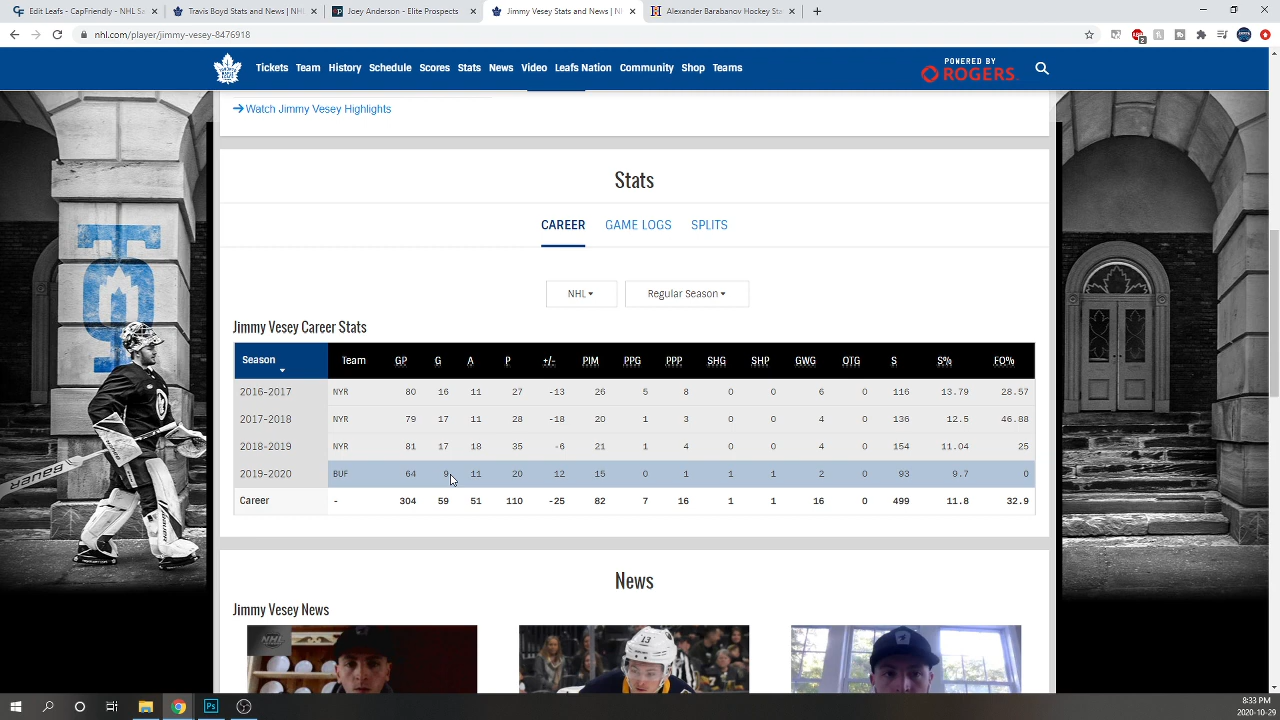 Edit Leafs - CapFriendly - NHL Sa
Travis Boyd Stats and News | NH
Joey Anderson - Elite Prospects
Jimmy Vesey Stats and News | NH
Alexander Barabanov Hockey Sta
nhl.com/player/jimmy-vesey-8476918
Tickets Team History Schedule Scores Stats News Video Leafs Nation Community Shop Teams
POWERED BY
ROGERS
Watch Jimmy Vesey Highlights
Stats
CAREER GAME LOGS SPLITS
NHL Regular Season
Jimmy Vesey Career Stats
Season Team GP G P +/- PIM PPG PPP SHG SHP GWG OTG S% FO%
2016-2017 NYR 80 16 11 27 -13 26 5 8 0 0 6 0 116 13.79 28.57
2017-2018 NYR 79 17 11 28 -18 20 1 3 0 0 4 0 136 12.5 46.88
2018-2019 NYR 81 17 18 35 -6 21 1 4 0 0 4 0 154 11.04 25
2019-2020 BUF 64 9 11 20 12 15 0 1 1 1 2 0 93 9.7 0
Career - 304 59 51 110 -25 82 7 16 1 1 16 0 499 11.8 32.9
News
Jimmy Vesey News
NHL
13
8:33 PM
2020-10-29